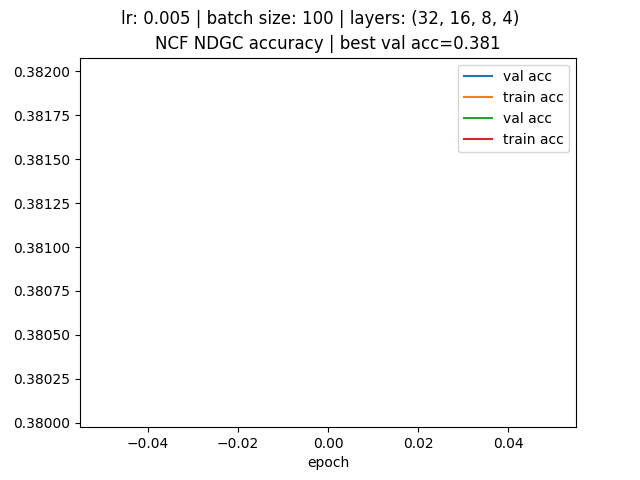 lr: 0.005 | batch size: 100 | layers: (32, 16, 8, 4)
NCF NDGC accuracy | best val acc=0.381
val acc
train acc
val acc
train acc
0.38200
0.38175
0.38150
0.38125
0.38100
0.38075
0.38050
0.38025
0.38000
−0.04 −0.02 0.00 0.02 0.04
epoch